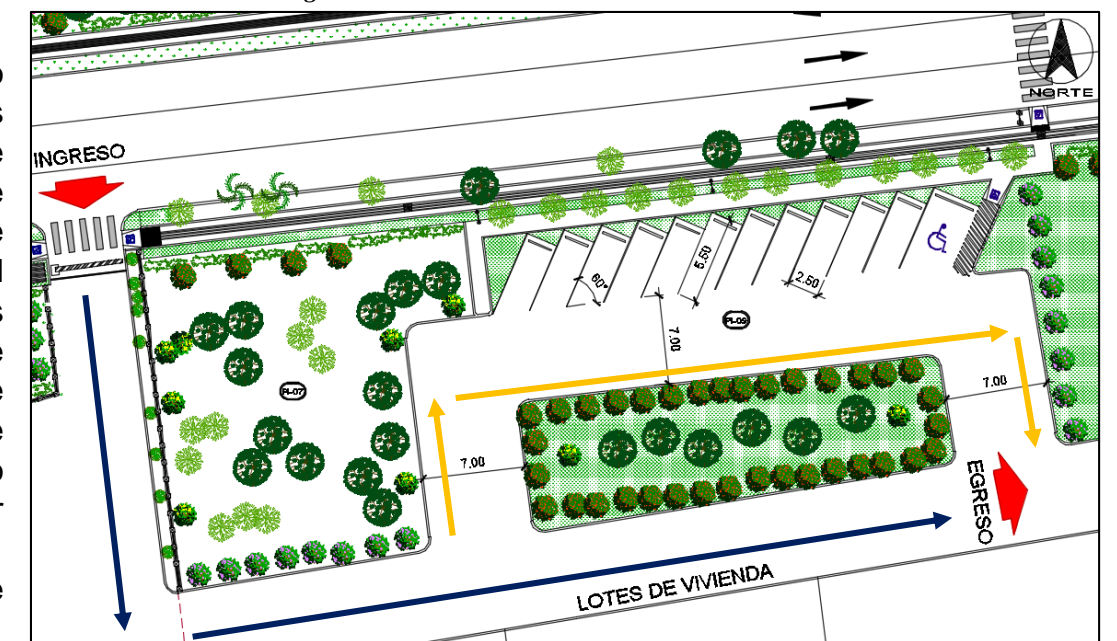 NORTE
INGRESO
60°
5.50
2.50
PI-09
7.00
PI-07
7.00
7.00
EGRESO
LOTES DE VIVIENDA